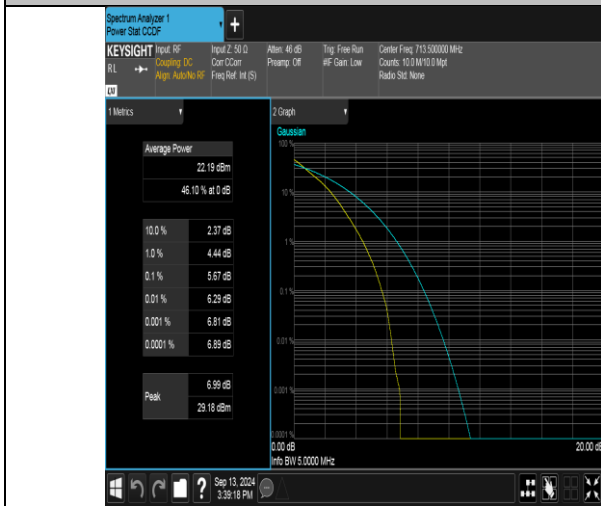 Spectrum Analyzer 1
Power Stat CCDF
+
KEYSIGHT
RL
LXI
Input: RF
Coupling: DC
Align: Auto/No RF
Input Z: 50 Ω
Corr CCorr
Freq Ref: Int (S)
Atten: 46 dB
Preamp: Off
Trig: Free Run
#IF Gain: Low
Center Freq: 713.500000 MHz
Counts: 10.0 M/10.0 Mpt
Radio Std: None
1 Metrics
Average Power
22.19 dBm
46.10 % at 0 dB
10.0 % 2.37 dB
1.0 % 4.44 dB
0.1 % 5.67 dB
0.01 % 6.29 dB
0.001 % 6.81 dB
0.0001 % 6.89 dB
Peak
6.99 dB
29.18 dBm
2 Graph
Gaussian
100 %
10 %
1 %
0.1 %
0.01 %
0.001 %
0.0001 %
0.00 dB 20.00 dB
Info BW 5.0000 MHz
?
Sep 13, 2024
3:39:18 PM